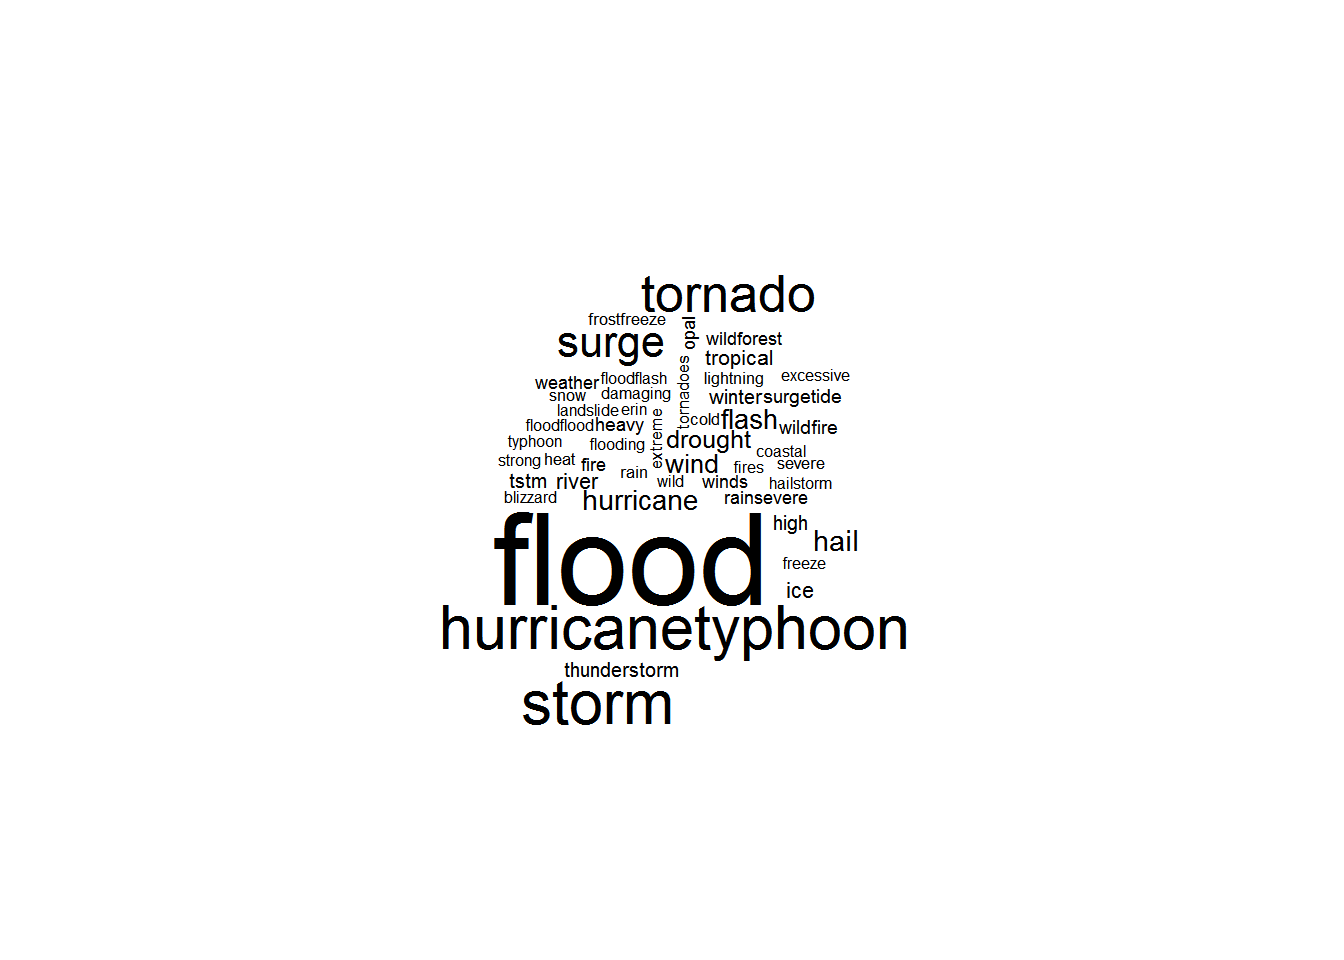 tornado
frostfreeze
opal
surge
wildforest
tropical
weather
floodflash
tornadoes
lightning
excessive
snow
damaging
winter
surgetide
landslide
erin
extreme
cold
flash
floodflood
heavy
wildfire
typhoon
flooding
drought
coastal
strong
heat
fire
wind
fires
severe
rain
tstm
river
wild
winds
hailstorm
blizzard
hurricane
rainsevere
flood
high
hail
freeze
ice
hurricanetyphoon
thunderstorm
storm